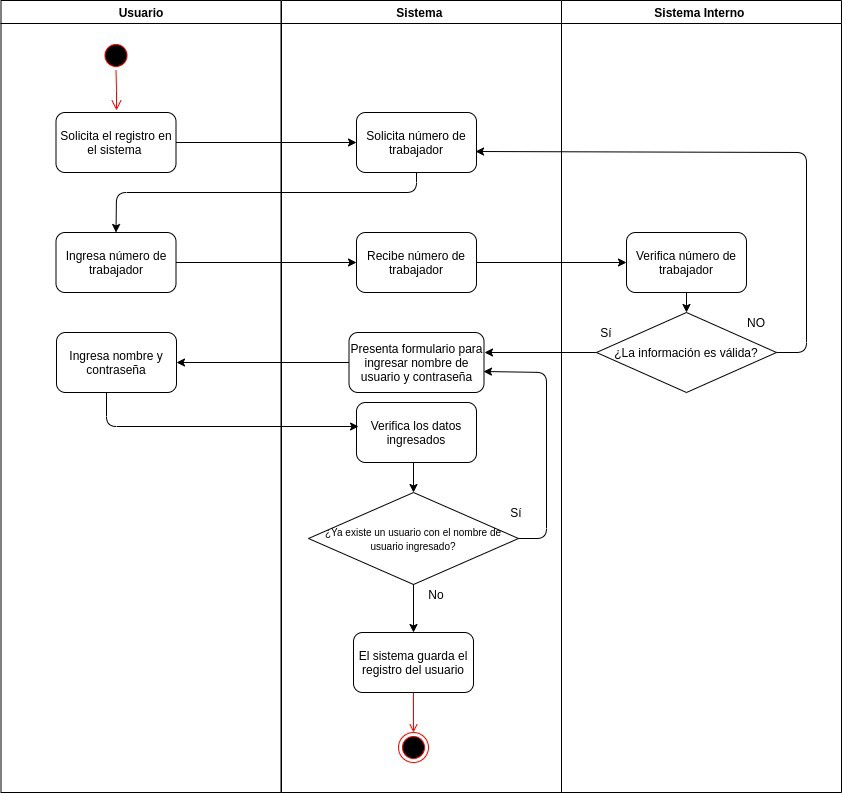 Usuario
Sistema
Sistema Interno
Solicita el registro en
el sistema
Solicita número de
trabajador
Ingresa número de
trabajador
Recibe número de
trabajador
Verifica número de
trabajador
NO
Sí
¿La información es válida?
Ingresa nombre y
contraseña
Presenta formulario para
ingresar nombre de
usuario y contraseña
Verifica los datos
ingresados
Sí
¿Ya existe un usuario con el nombre de
usuario ingresado?
No
El sistema guarda el
registro del usuario